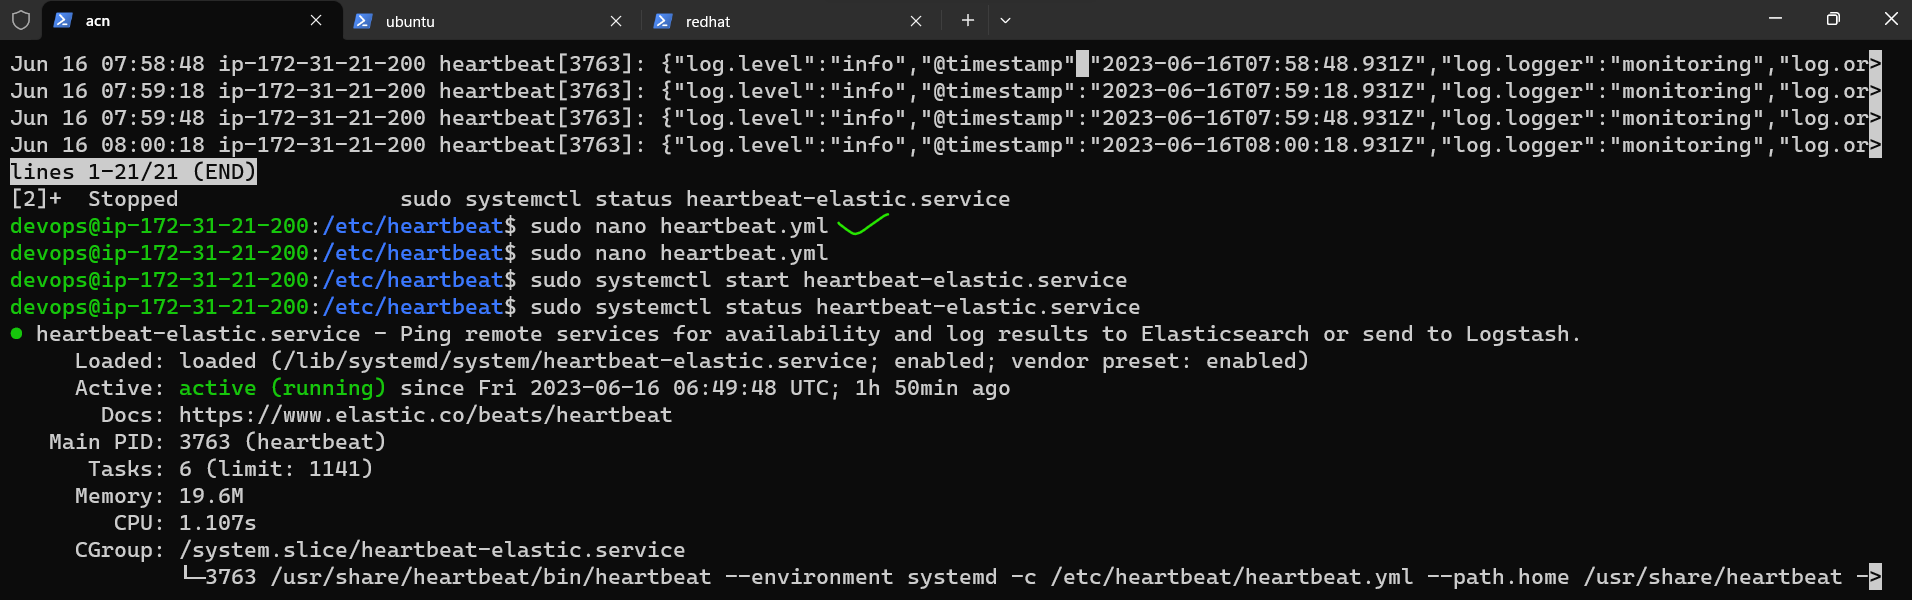 acn
ubuntu
redhat
Jun 16 07:58:48 ip-172-31-21-200 heartbeat[3763]: {"log.level":"info","@timestamp" "2023-06-16T07:58:48.931Z","log.logger":"monitoring","log.or>
Jun 16 07:59:18 ip-172-31-21-200 heartbeat[3763]: {"log.level":"info","@timestamp":"2023-06-16T07:59:18.931Z","log.logger":"monitoring","log.or>
Jun 16 07:59:48 ip-172-31-21-200 heartbeat[3763]: {"log.level":"info","@timestamp":"2023-06-16T07:59:48.931Z","log.logger":"monitoring","log.or>
Jun 16 08:00:18 ip-172-31-21-200 heartbeat[3763]: {"log.level":"info","@timestamp":"2023-06-16T08:00:18.931Z","log.logger":"monitoring","log.or>
lines 1-21/21 (END)
[2]+  Stopped                 sudo systemctl status heartbeat-elastic.service
devops@ip-172-31-21-200:/etc/heartbeat$ sudo nano heartbeat.yml
devops@ip-172-31-21-200:/etc/heartbeat$ sudo nano heartbeat.yml
devops@ip-172-31-21-200:/etc/heartbeat$ sudo systemctl start heartbeat-elastic.service
devops@ip-172-31-21-200:/etc/heartbeat$ sudo systemctl status heartbeat-elastic.service
● heartbeat-elastic.service - Ping remote services for availability and log results to Elasticsearch or send to Logstash.
     Loaded: loaded (/lib/systemd/system/heartbeat-elastic.service; enabled; vendor preset: enabled)
     Active: active (running) since Fri 2023-06-16 06:49:48 UTC; 1h 50min ago
       Docs: https://www.elastic.co/beats/heartbeat
   Main PID: 3763 (heartbeat)
      Tasks: 6 (limit: 1141)
     Memory: 19.6M
        CPU: 1.107s
     CGroup: /system.slice/heartbeat-elastic.service
             └─3763 /usr/share/heartbeat/bin/heartbeat --environment systemd -c /etc/heartbeat/heartbeat.yml --path.home /usr/share/heartbeat ->